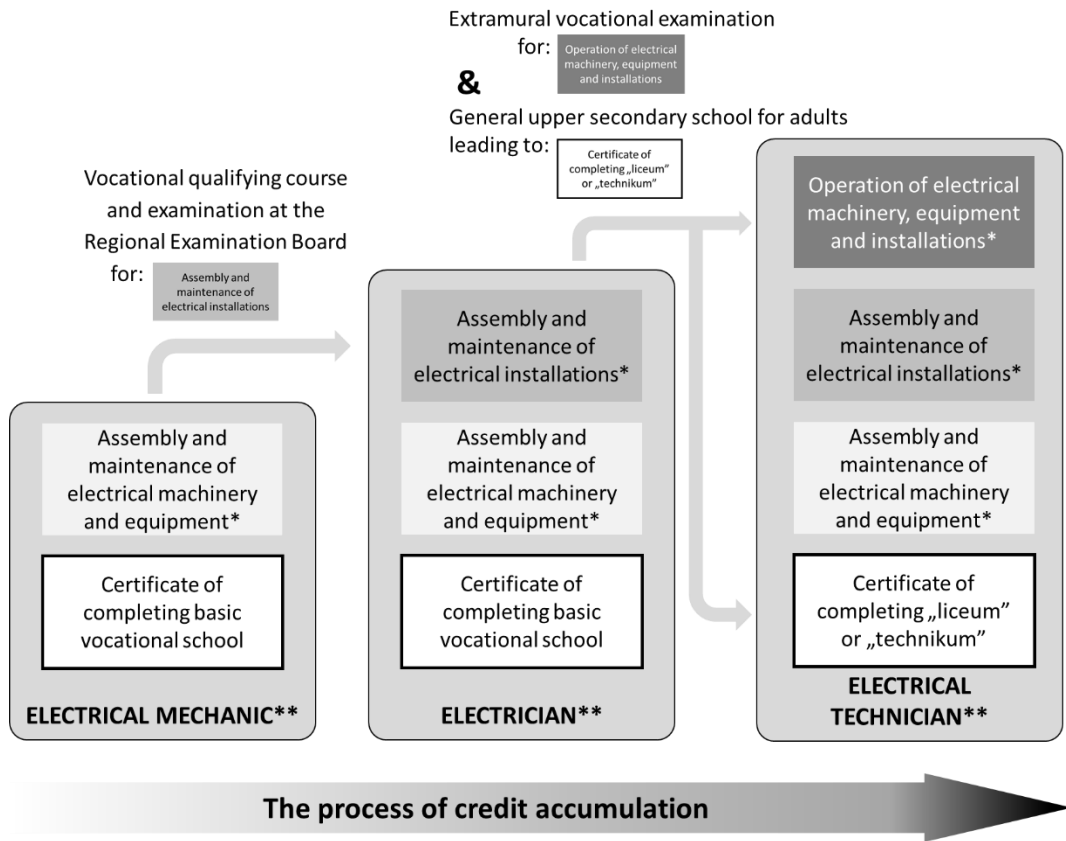 Extramural vocational examination
for:
Operation of electrical
machinery, equipment
and installations
&
General upper secondary school for adults
leading to:
Certificate of
completing „liceum”
or „technikum”
Vocational qualifying course
and examination at the
Regional Examination Board
for:
Assembly and
maintenance of
electrical installations
Assembly and
maintenance of
electrical machinery
and equipment*
Certificate of
completing basic
vocational school
ELECTRICAL MECHANIC**
Assembly and
maintenance of
electrical installations*
Assembly and
maintenance of
electrical machinery
and equipment*
Certificate of
completing basic
vocational school
ELECTRICIAN**
Operation of electrical
machinery, equipment
and installations*
Assembly and
maintenance of
electrical installations*
Assembly and
maintenance of
electrical machinery
and equipment*
Certificate of
completing „liceum”
or „technikum”
ELECTRICAL
TECHNICIAN**
The process of credit accumulation